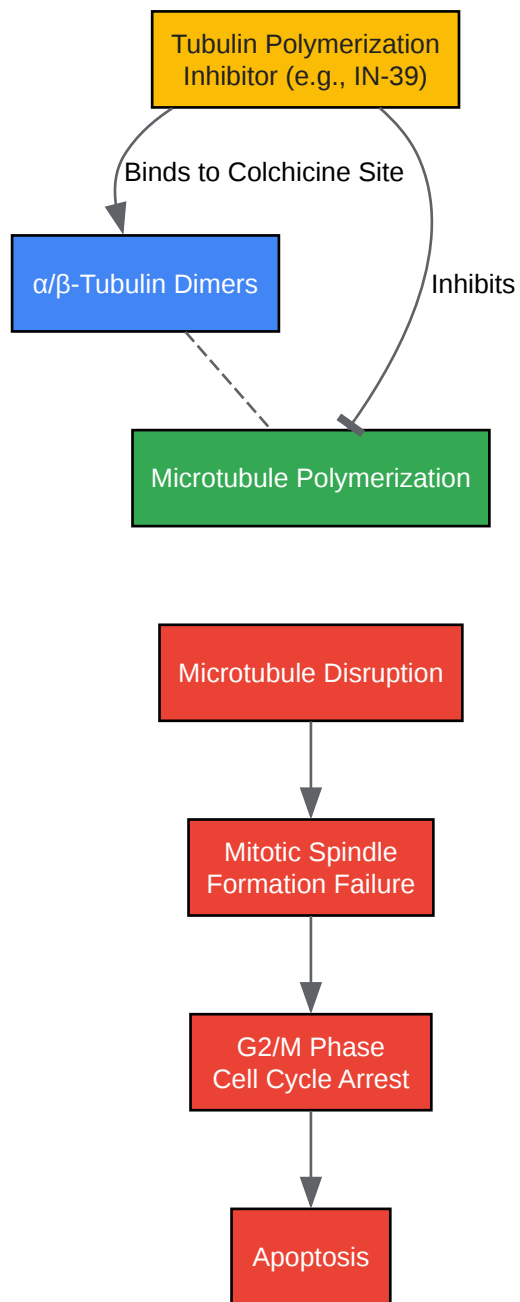 Tubulin Polymerization
Inhibitor (e.g., IN-39)
Binds to Colchicine Site
α/β-Tubulin Dimers
Inhibits
Microtubule Polymerization
Microtubule Disruption
Mitotic Spindle
Formation Failure
G2/M Phase
Cell Cycle Arrest
Apoptosis